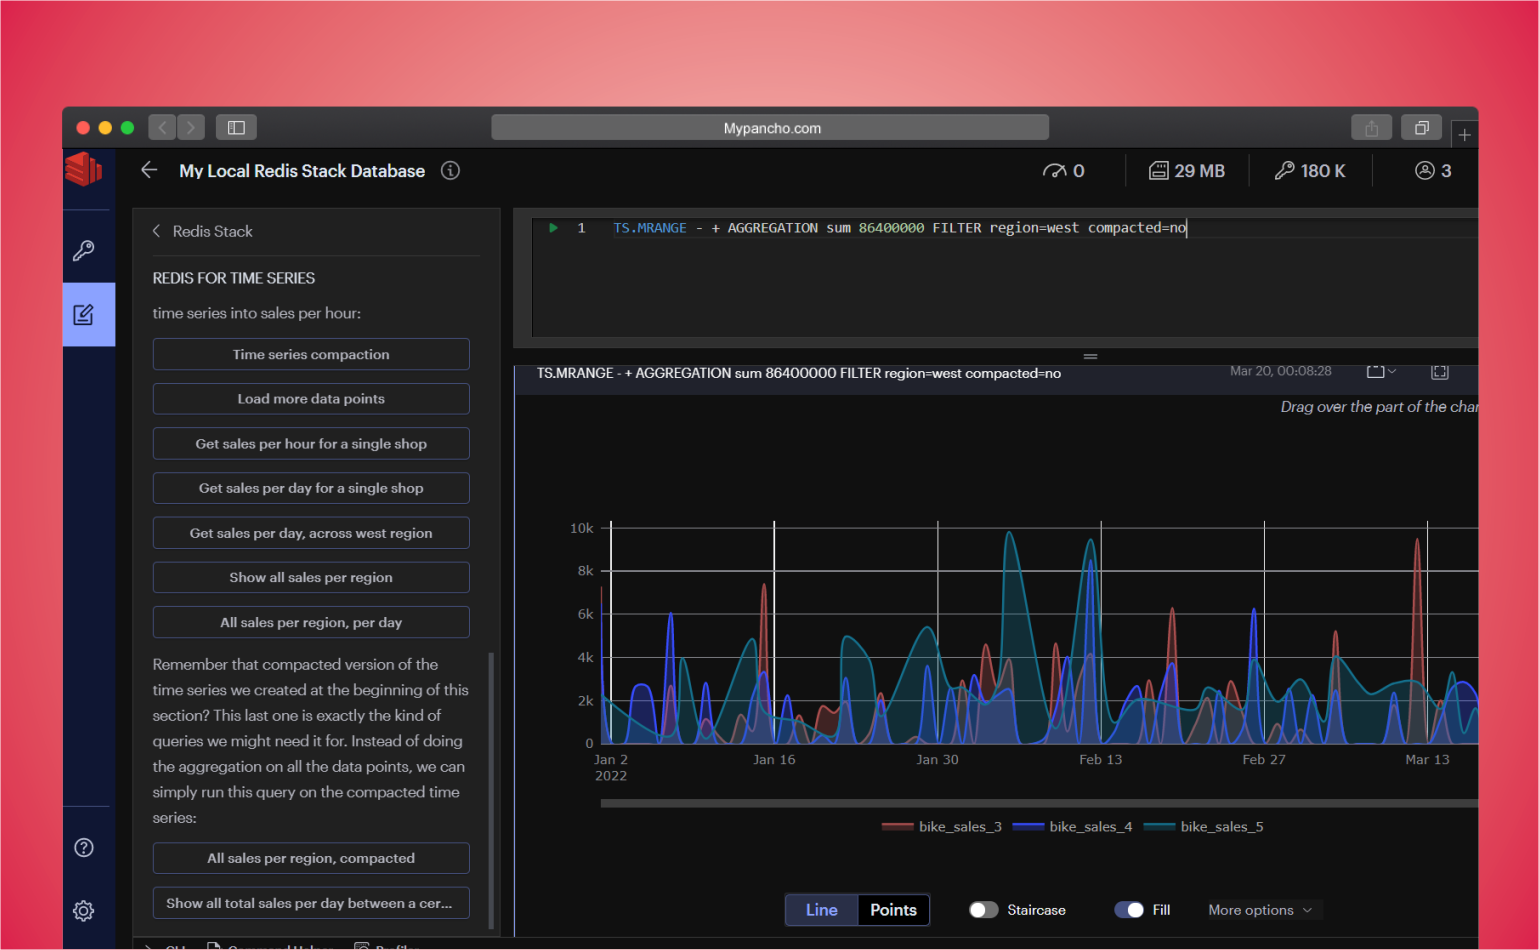 Mypancho.com
My Local Redis Stack Database
0
29 MB
180 K
3
Redis Stack
REDIS FOR TIME SERIES
time series into sales per hour:
Time series compaction
Load more data points
Get sales per hour for a single shop
Get sales per day for a single shop
Get sales per day, across west region
Show all sales per region
All sales per region, per day
Remember that compacted version of the
time series we created at the beginning of this
section? This last one is exactly the kind of
queries we might need it for. Instead of doing
the aggregation on all the data points, we can
simply run this query on the compacted time
series:
All sales per region, compacted
Show all total sales per day between a cer...
1 TS.MRANGE - + AGGREGATION sum 86400000 FILTER region=west compacted=no
TS.MRANGE - + AGGREGATION sum 86400000 FILTER region=west compacted=no
Mar 20, 00:08:28
Drag over the part of the char
10k
8k
6k
4k
2k
0
Jan 2
2022
Jan 16
Jan 30
Feb 13
Feb 27
Mar 13
bike_sales_3
bike_sales_4
bike_sales_5
Line
Points
Staircase
Fill
More options